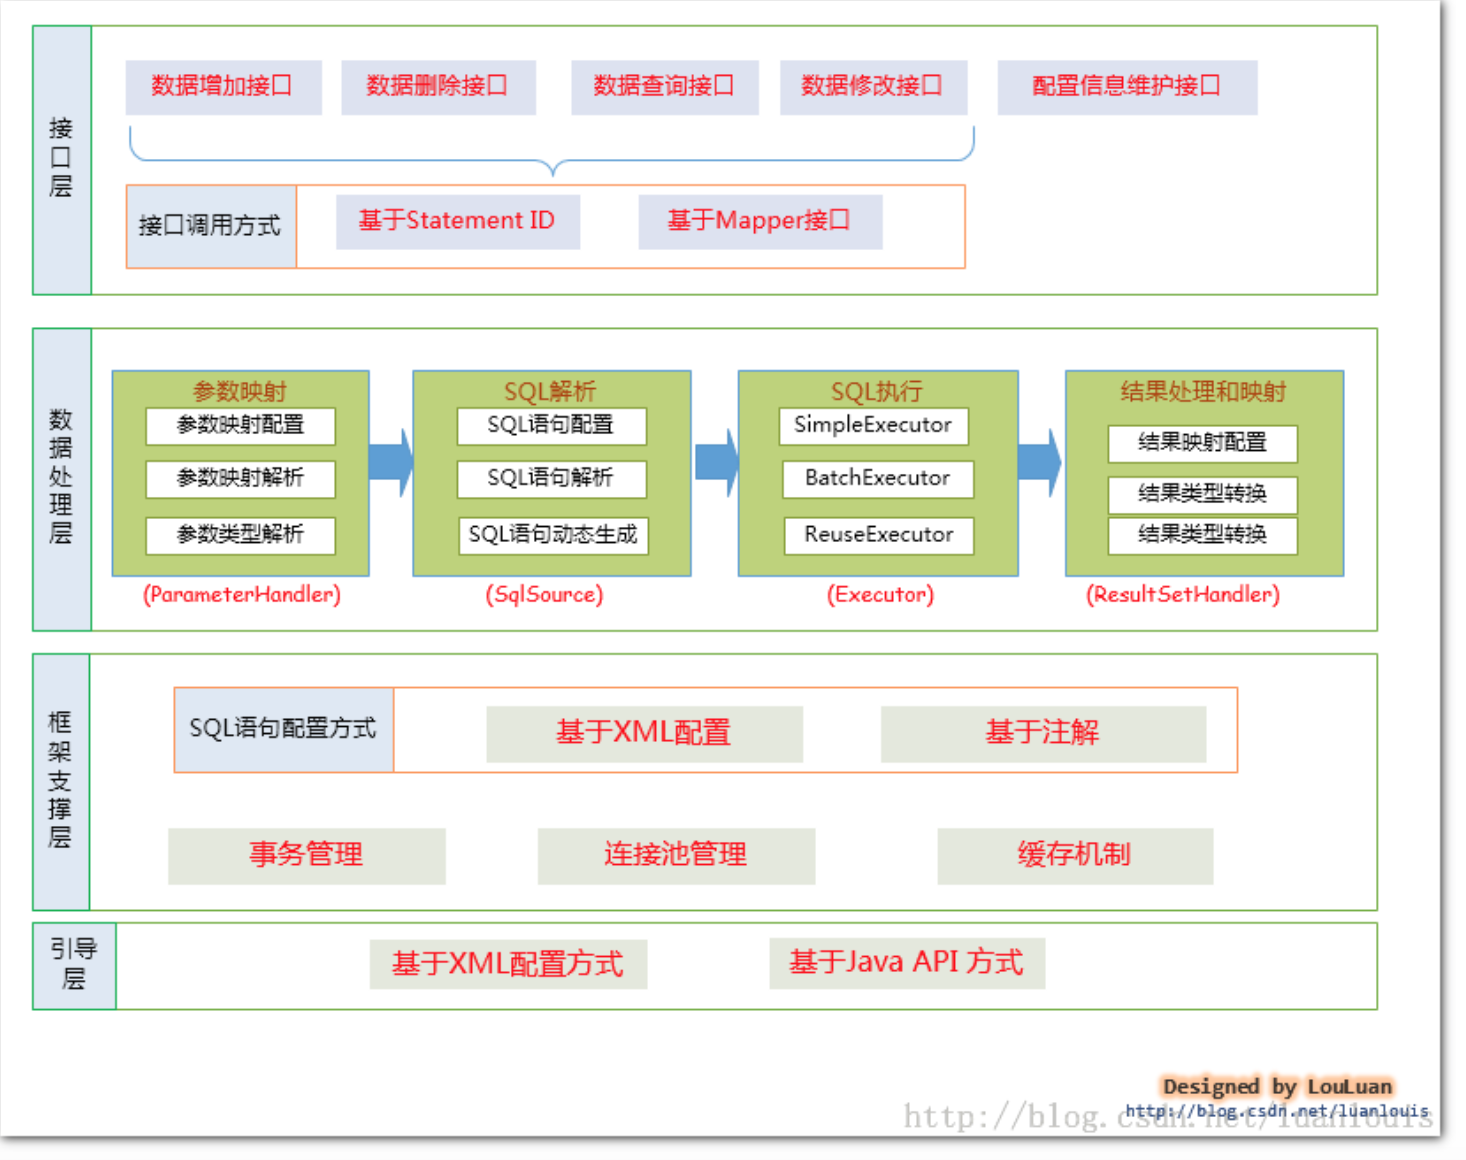 接口层
数据增加接口
数据删除接口
数据查询接口
数据修改接口
配置信息维护接口
接口调用方式
基于Statement ID
基于Mapper接口
数据处理层
参数映射
参数映射配置
参数映射解析
参数类型解析
(ParameterHandler)
SQL解析
SQL语句配置
SQL语句解析
SQL语句动态生成
(SqlSource)
SQL执行
SimpleExecutor
BatchExecutor
ReuseExecutor
(Executor)
结果处理和映射
结果映射配置
结果类型转换
结果类型转换
(ResultSetHandler)
框架支撑层
SQL语句配置方式
基于XML配置
基于注解
事务管理
连接池管理
缓存机制
引导层
基于XML配置方式
基于Java API 方式
Designed by LouLuan
http://blog.csdn.net/luanlouis
http://blog.csdn.net/luanlouis